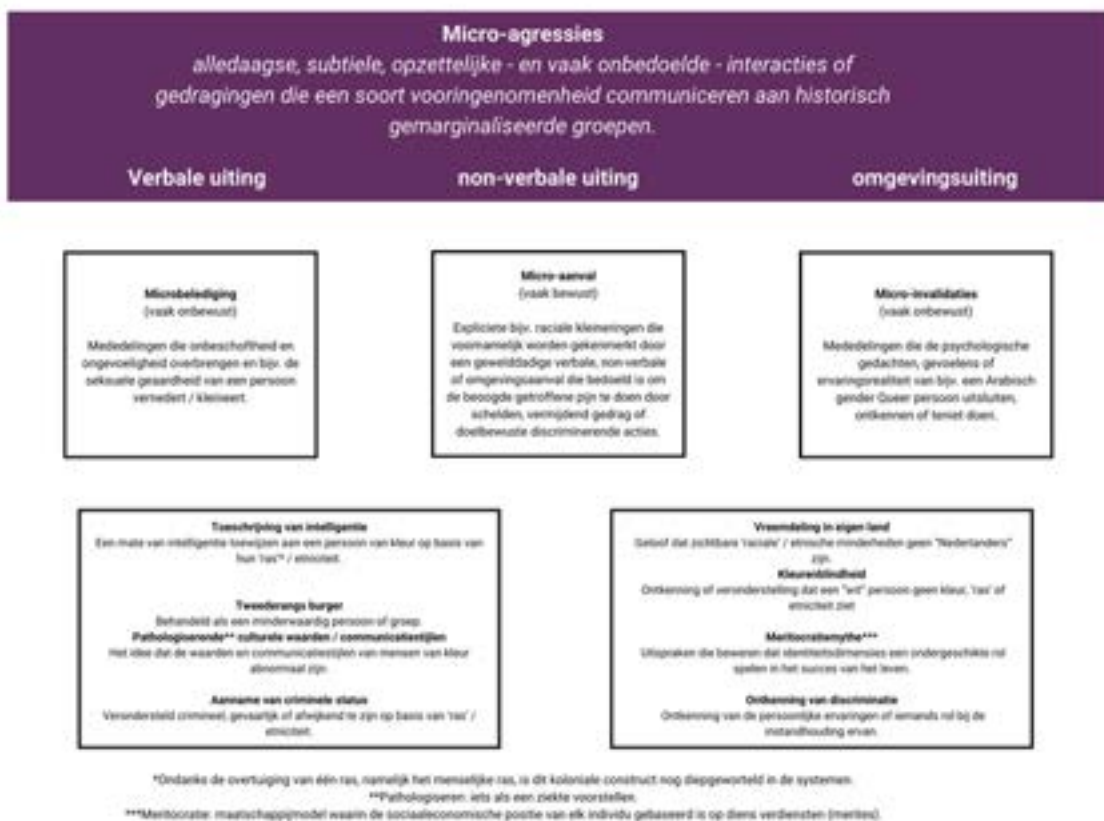 Micro-agressies
alledaagse, subtiele, opzettelijke - en vaak onbedoelde - interacties of
gedragingen die een soort vooringenomenheid communiceren aan historisch
gemarginaliseerde groepen.
Verbale uiting
non-verbale uiting
omgevingsuiting
Microbelediging
(vaak onbewust)
Mededelingen die onbeschoftheid en
ongevoeligheid overbrengen en bijv. de
seksuele geaardheid van een persoon
vernedert / kleineert.
Micro-aanval
(vaak bewust)
Expliciete bijv. raciale kleineringen die
voornamelijk worden gekenmerkt door
een gewelddadige verbale, non-verbale
of omgevingsaanval die bedoeld is om
de beoogde getroffene pijn te doen door
schelden, vermijdend gedrag of
doelbewuste discriminerende acties.
Micro-invalidaties
(vaak onbewust)
Mededelingen die de psychologische
gedachten, gevoelens of
ervaringsrealiteit van bijv. een Arabisch
gender Queer persoon uitsluiten,
ontkennen of teniet doen.
Toeschrijving van intelligentie
Een mate van intelligentie toewijzen aan een persoon van kleur op basis van
hun 'ras'* / etniciteit.
Tweederangs burger
Behandeld als een minderwaardig persoon of groep.
Pathologiserende** culturele waarden / communicatiestijlen
Het idee dat de waarden en communicatiestijlen van mensen van kleur
abnormaal zijn.
Aanname van criminele status
Verondersteld crimineel, gevaarlijk of afwijkend te zijn op basis van 'ras' /
etniciteit.
Vreemdeling in eigen land
Geloof dat zichtbare 'raciale' / etnische minderheden geen "Nederlanders"
zijn.
Kleurenblindheid
Ontkenning of veronderstelling dat een "wit" persoon geen kleur, 'ras' of
etniciteit ziet
Meritocratiemythe***
Uitspraken die beweren dat identiteitsdimensies een ondergeschikte rol
spelen in het succes van het leven.
Ontkenning van discriminatie
Ontkenning van de persoonlijke ervaringen of iemands rol bij de
instandhouding ervan.
*Ondanks de overtuiging van één ras, namelijk het menselijke ras, is dit koloniale construct nog diepgeworteld in de systemen.
**Pathologiseren: iets als een ziekte voorstellen.
***Meritocratie: maatschappijmodel waarin de sociaaleconomische positie van elk individu gebaseerd is op diens verdiensten (merites).